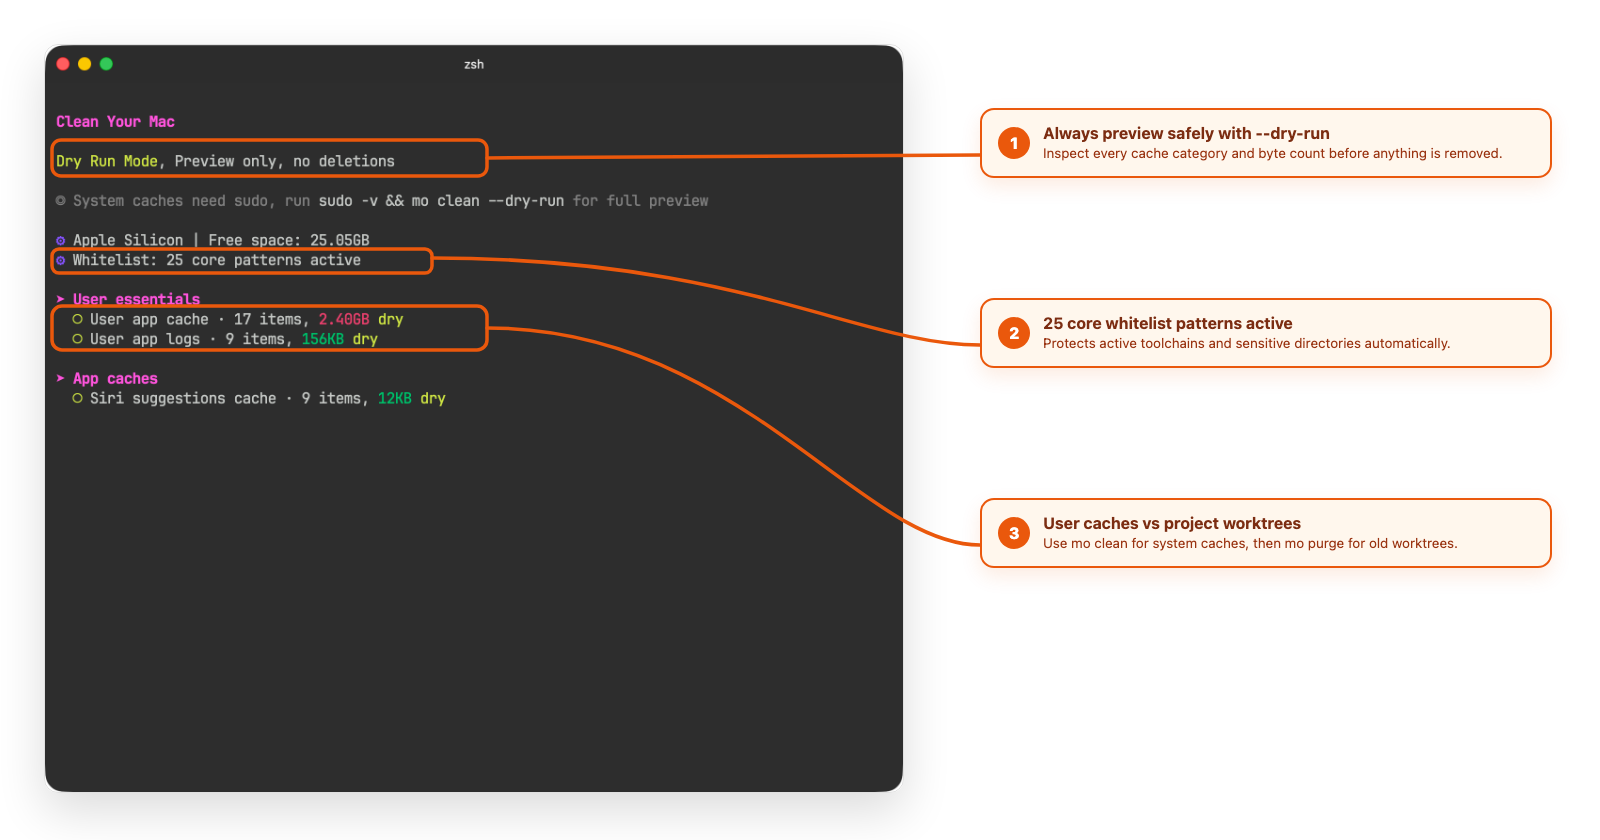 zsh
Clean Your Mac
Dry Run Mode, Preview only, no deletions
System caches need sudo, run sudo -v && mo clean --dry-run for full preview
Apple Silicon | Free space: 25.05GB
Whitelist: 25 core patterns active
➤ User essentials
User app cache · 17 items, 2.40GB dry
User app logs · 9 items, 156KB dry
➤ App caches
Siri suggestions cache · 9 items, 12KB dry
1
Always preview safely with --dry-run
Inspect every cache category and byte count before anything is removed.
2
25 core whitelist patterns active
Protects active toolchains and sensitive directories automatically.
3
User caches vs project worktrees
Use mo clean for system caches, then mo purge for old worktrees.